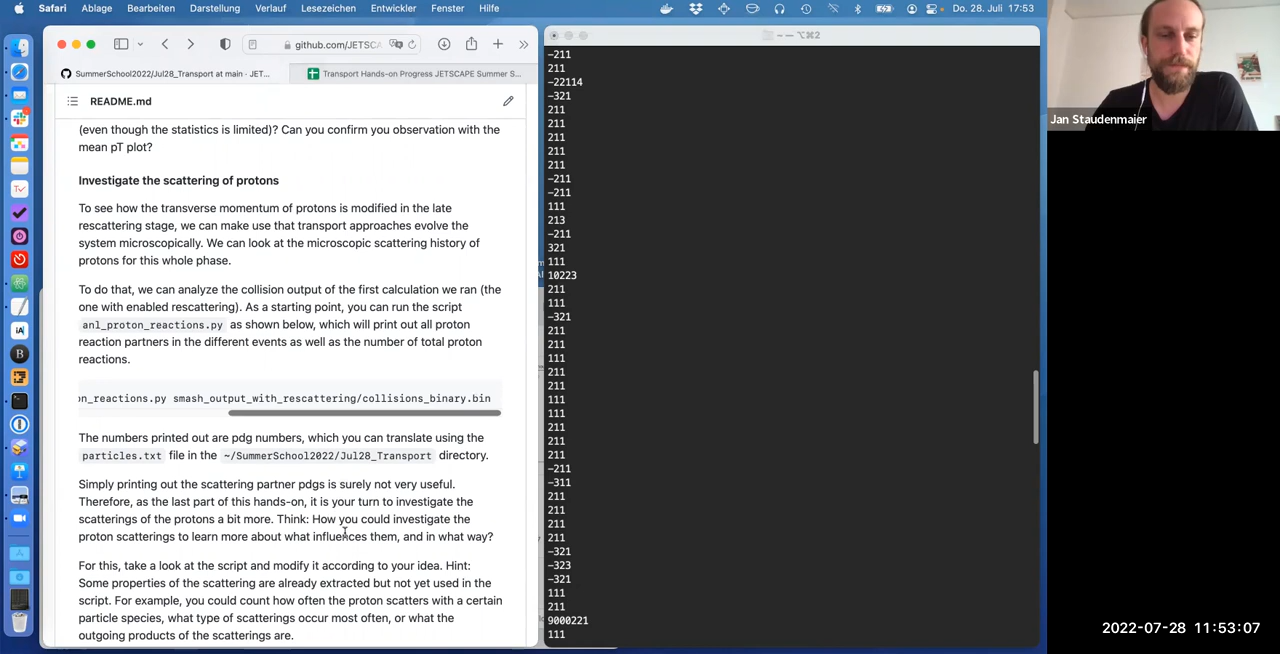 Safari Ablage Bearbeiten Darstellung Verlauf Lesezeichen Entwickler Fenster Hilfe Do. 28. Juli 17:53
github.com/JETSCA
~ — ⌥⌘2
SummerSchool2022/Jul28_Transport at main · JET... Transport Hands-on Progress JETSCAPE Summer S...
README.md
(even though the statistics is limited)? Can you confirm you observation with the
mean pT plot?
Investigate the scattering of protons
To see how the transverse momentum of protons is modified in the late
rescattering stage, we can make use that transport approaches evolve the
system microscopically. We can look at the microscopic scattering history of
protons for this whole phase.
To do that, we can analyze the collision output of the first calculation we ran (the
one with enabled rescattering). As a starting point, you can run the script
anl_proton_reactions.py as shown below, which will print out all proton
reaction partners in the different events as well as the number of total proton
reactions.
on_reactions.py smash_output_with_rescattering/collisions_binary.bin
The numbers printed out are pdg numbers, which you can translate using the
particles.txt file in the ~/SummerSchool2022/Jul28_Transport directory.
Simply printing out the scattering partner pdgs is surely not very useful.
Therefore, as the last part of this hands-on, it is your turn to investigate the
scatterings of the protons a bit more. Think: How you could investigate the
proton scatterings to learn more about what influences them, and in what way?
For this, take a look at the script and modify it according to your idea. Hint:
Some properties of the scattering are already extracted but not yet used in the
script. For example, you could count how often the proton scatters with a certain
particle species, what type of scatterings occur most often, or what the
outgoing products of the scatterings are.
-211
211
-22114
-321
211
211
211
211
211
-211
-211
111
213
-211
321
111
10223
211
111
-321
211
211
111
211
211
111
111
211
211
211
-211
-311
211
211
211
211
-321
-323
-321
111
211
9000221
111
Jan Staudenmaier
2022-07-28 11:53:07